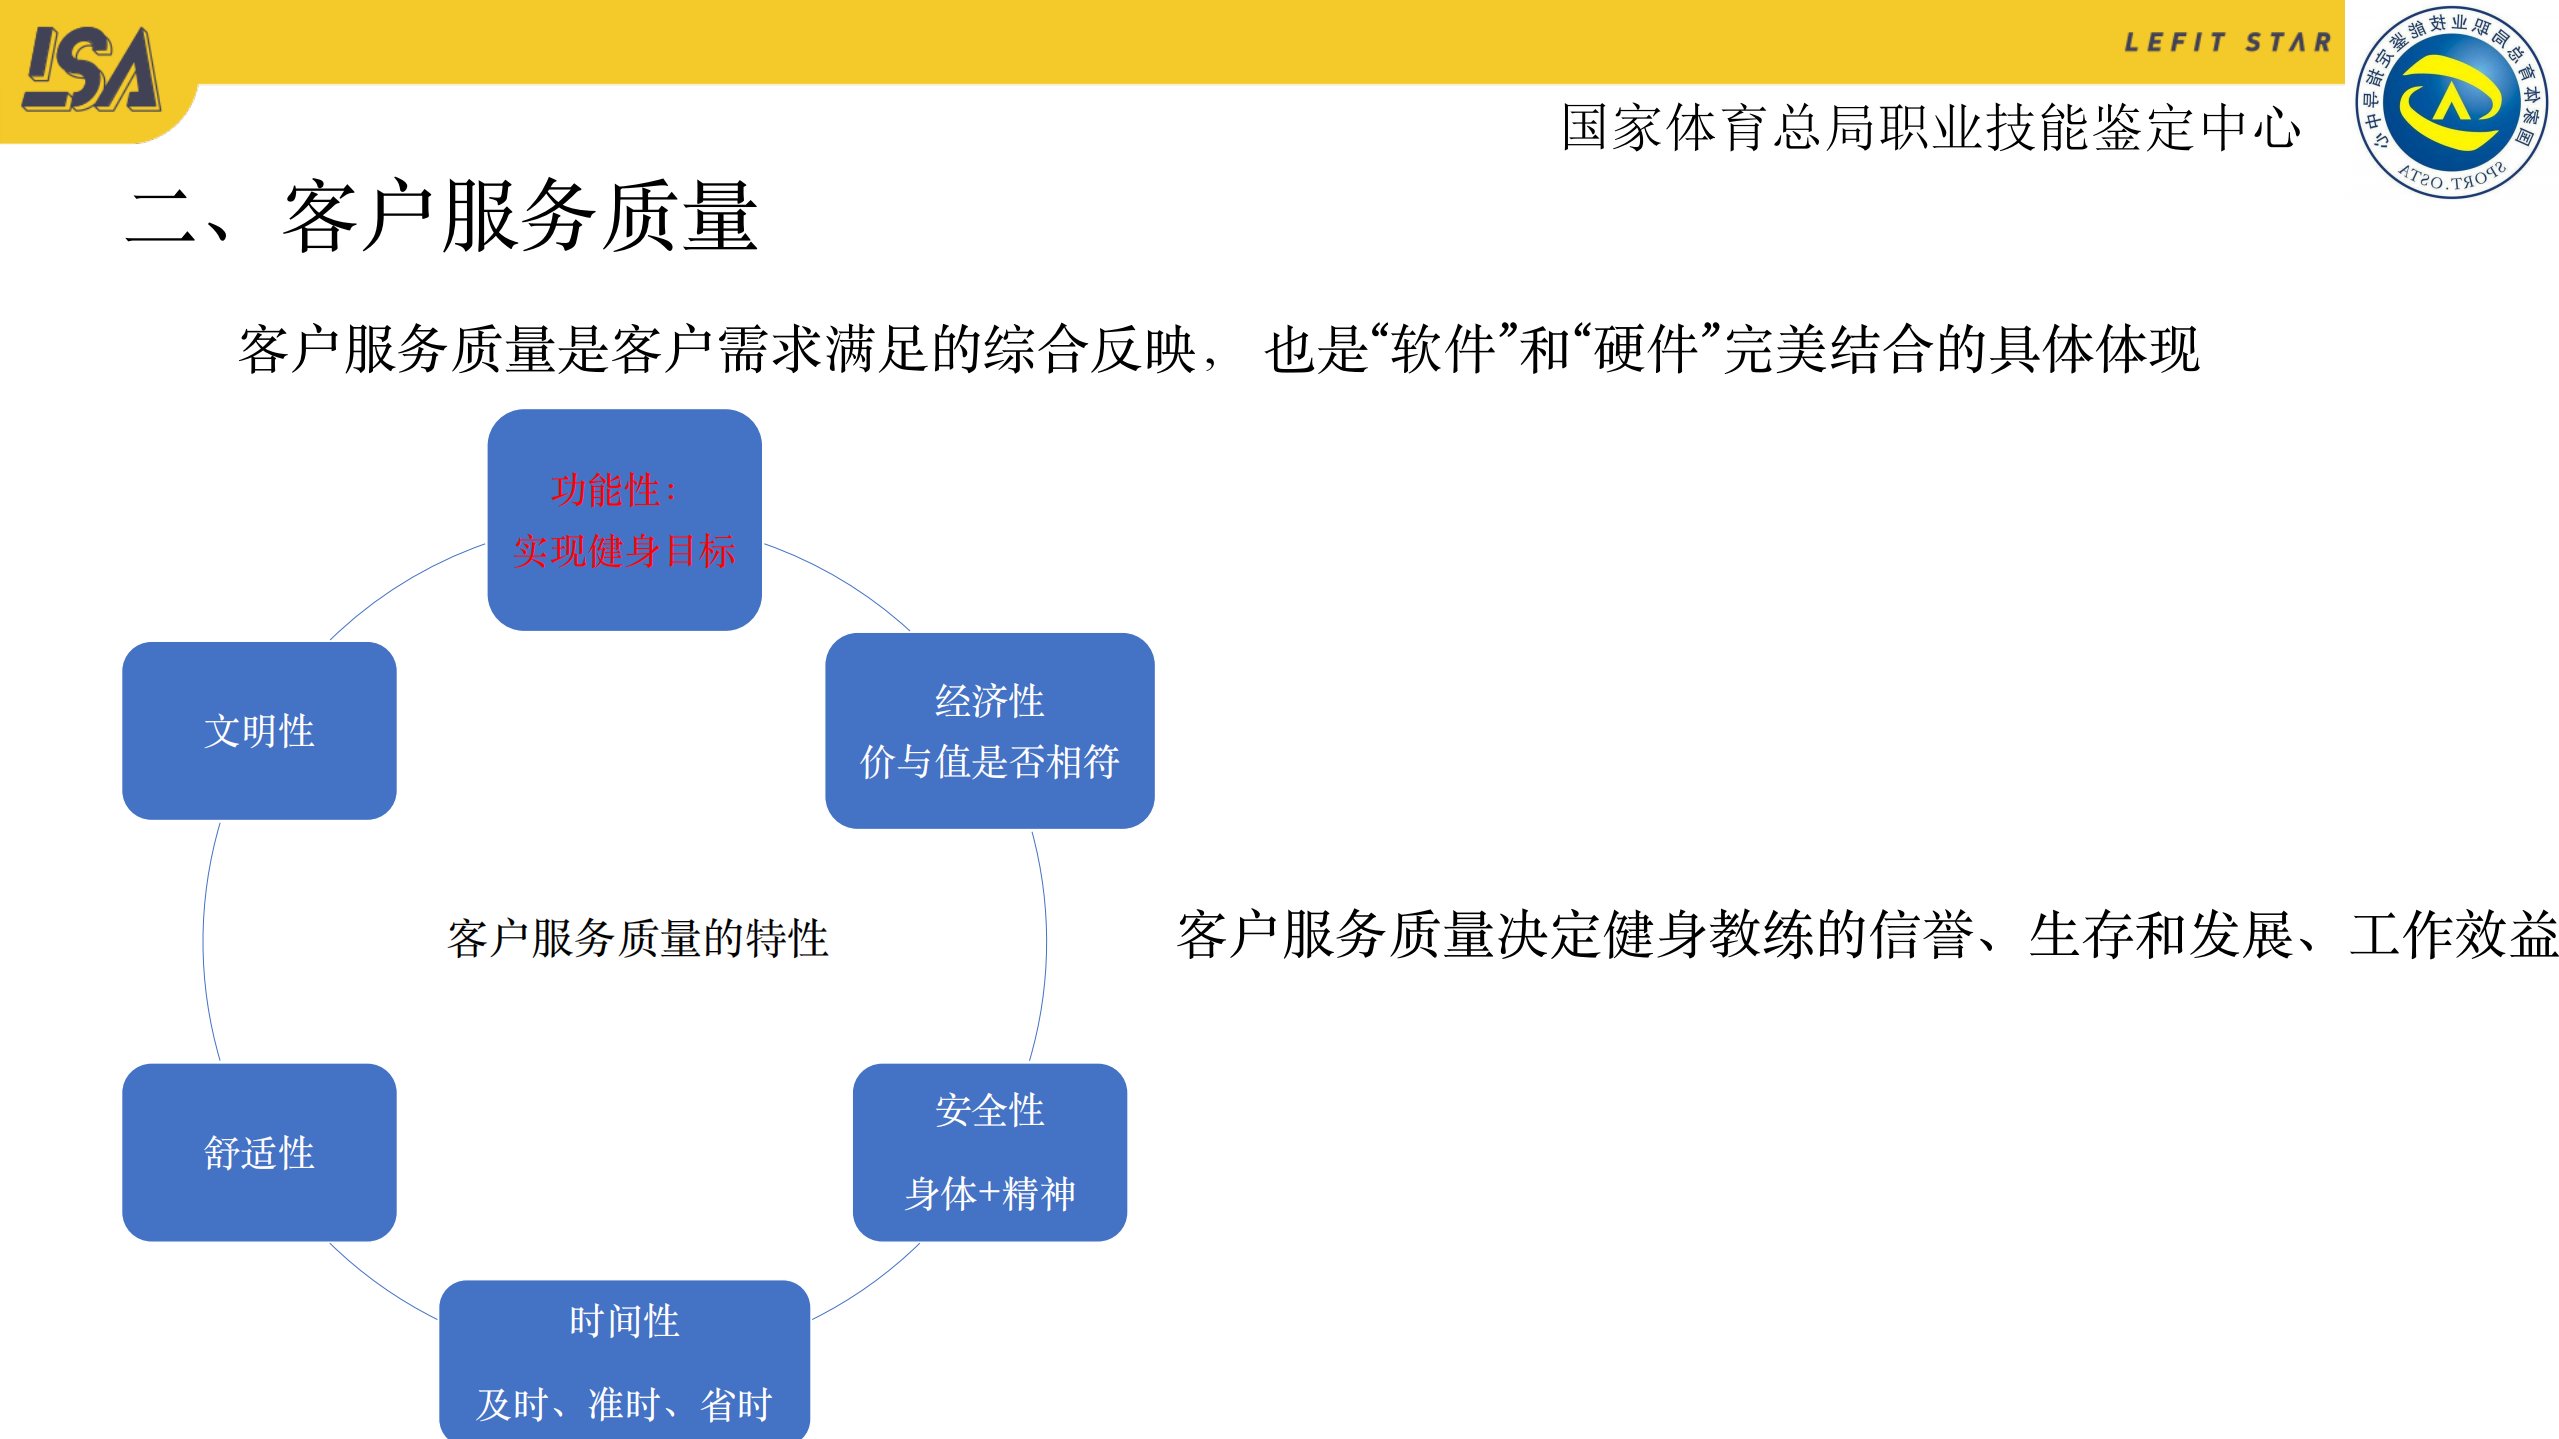 LSA
LEFIT STAR
国家体育总局职业技能鉴定中心
国家体育总局职业技能鉴定指导中心
SPORT.OSTA
二、客户服务质量
客户服务质量是客户需求满足的综合反映，也是“软件”和“硬件”完美结合的具体体现
功能性：
实现健身目标
经济性
价与值是否相符
文明性
客户服务质量的特性
客户服务质量决定健身教练的信誉、生存和发展、工作效益
舒适性
安全性
身体+精神
时间性
及时、准时、省时